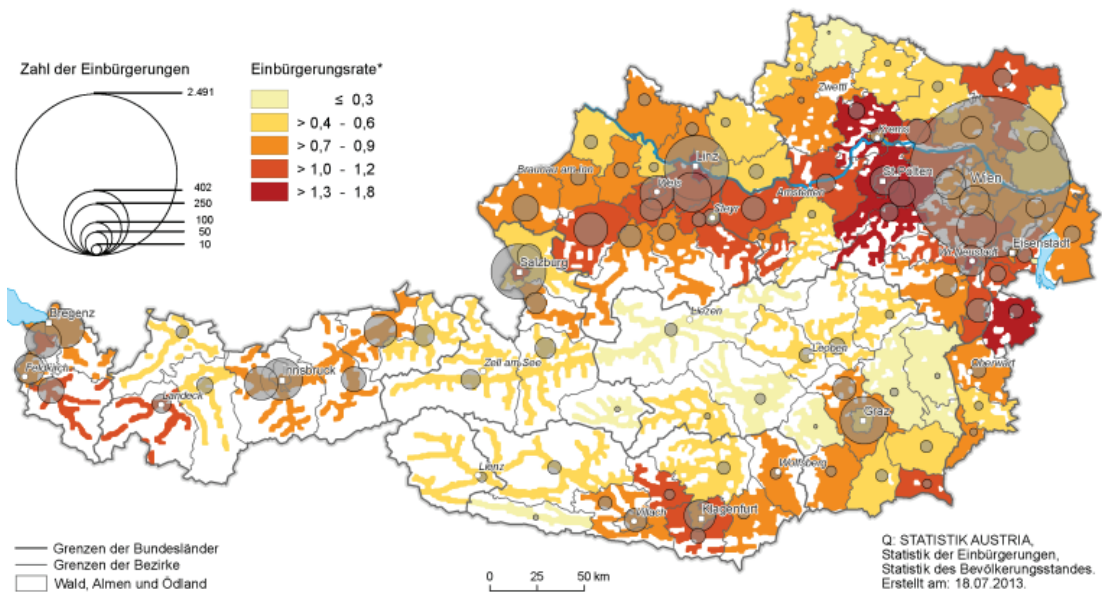 Zahl der Einbürgerungen
2.491
402
250
100
50
10
Einbürgerungsrate*
≤ 0,3
> 0,4 - 0,6
> 0,7 - 0,9
> 1,0 - 1,2
> 1,3 - 1,8
Zwettl
Krems
Linz
Braunau am Inn
Wels
Steyr
Amstetten
St.Pölten
Wien
Wr.Neustadt
Eisenstadt
Salzburg
Bregenz
Feldkirch
Landeck
Innsbruck
Zell am See
Liezen
Leoben
Oberwart
Graz
Lienz
Wolfsberg
Villach
Klagenfurt
Grenzen der Bundesländer
Grenzen der Bezirke
Wald, Almen und Ödland
0 25 50 km
Q: STATISTIK AUSTRIA,
Statistik der Einbürgerungen,
Statistik des Bevölkerungsstandes.
Erstellt am: 18.07.2013.